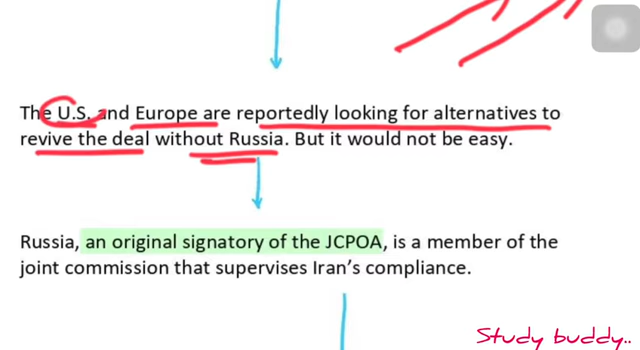 The U.S. and Europe are reportedly looking for alternatives to
revive the deal without Russia. But it would not be easy.
Russia, an original signatory of the JCPOA, is a member of the
joint commission that supervises Iran’s compliance.
Study buddy..